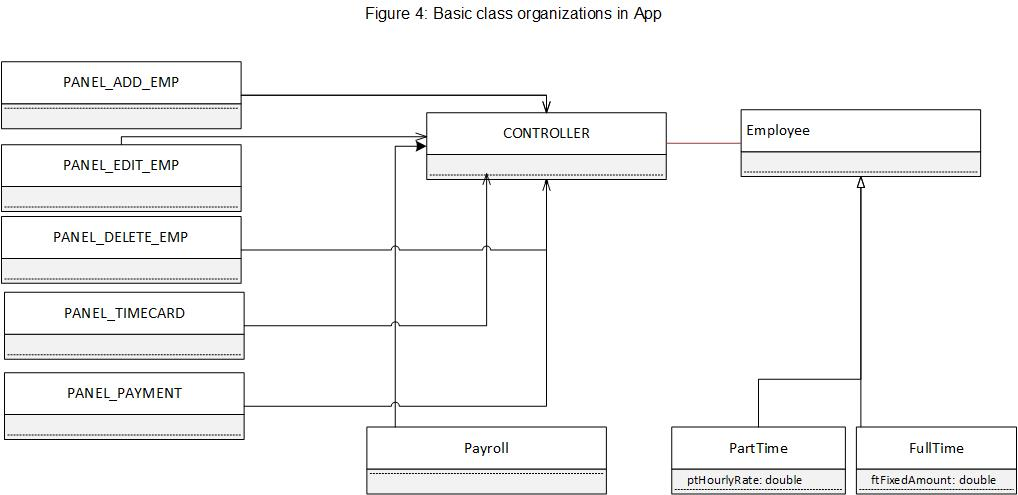 Figure 4: Basic class organizations in App
PANEL_ADD_EMP
CONTROLLER
Employee
PANEL_EDIT_EMP
PANEL_DELETE_EMP
PANEL_TIMECARD
PANEL_PAYMENT
Payroll
PartTime
ptHourlyRate: double
FullTime
ftFixedAmount: double